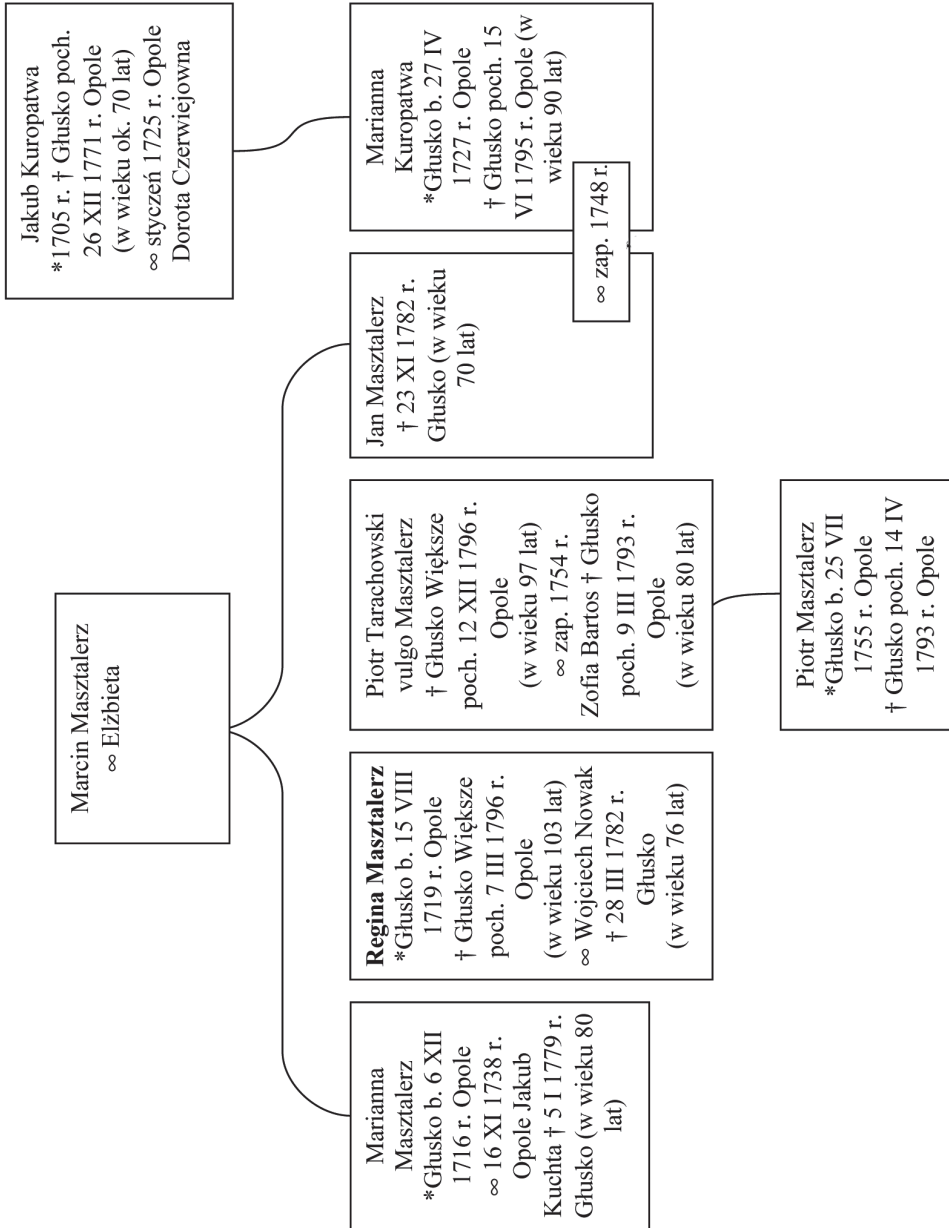 Marcin Masztalerz
∞ Elżbieta
Jakub Kuropatwa
*1705 r. † Głusko poch.
26 XII 1771 r. Opole
(w wieku ok. 70 lat)
∞ styczeń 1725 r. Opole
Dorota Czerwiejowna
Marianna
Masztalerz
*Głusko b. 6 XII
1716 r. Opole
∞ 16 XI 1738 r.
Opole Jakub
Kuchta † 5 I 1779 r.
Głusko (w wieku 80
lat)
Regina Masztalerz
*Głusko b. 15 VIII
1719 r. Opole
† Głusko Większe
poch. 7 III 1796 r.
Opole
(w wieku 103 lat)
∞ Wojciech Nowak
† 28 III 1782 r.
Głusko
(w wieku 76 lat)
Piotr Tarachowski
vulgo Masztalerz
† Głusko Większe
poch. 12 XII 1796 r.
Opole
(w wieku 97 lat)
∞ zap. 1754 r.
Zofia Bartos † Głusko
poch. 9 III 1793 r.
Opole
(w wieku 80 lat)
Jan Masztalerz
† 23 XI 1782 r.
Głusko (w wieku
70 lat)
∞ zap. 1748 r.
Marianna
Kuropatwa
*Głusko b. 27 IV
1727 r. Opole
† Głusko poch. 15
VI 1795 r. Opole (w
wieku 90 lat)
Piotr Masztalerz
*Głusko b. 25 VII
1755 r. Opole
† Głusko poch. 14 IV
1793 r. Opole